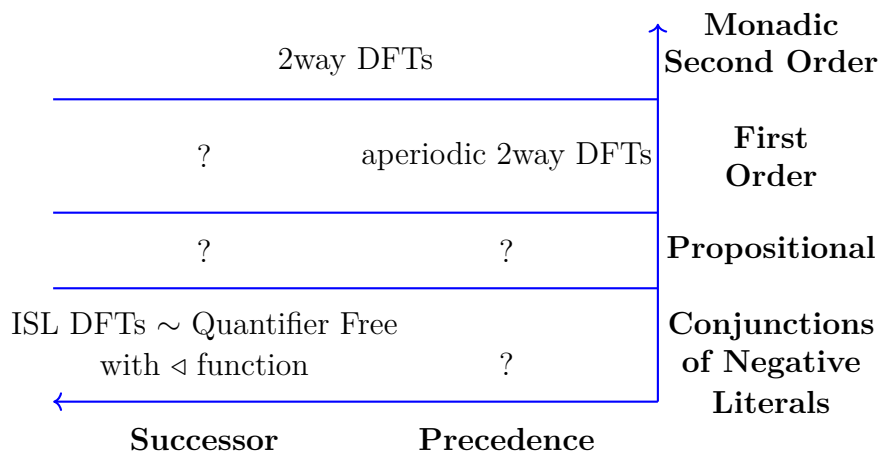 Monadic
Second Order
2way DFTs
First
Order
?
aperiodic 2way DFTs
Propositional
?
?
ISL DFTs ∼ Quantifier Free
with ◃ function
?
Conjunctions
of Negative
Literals
Successor
Precedence